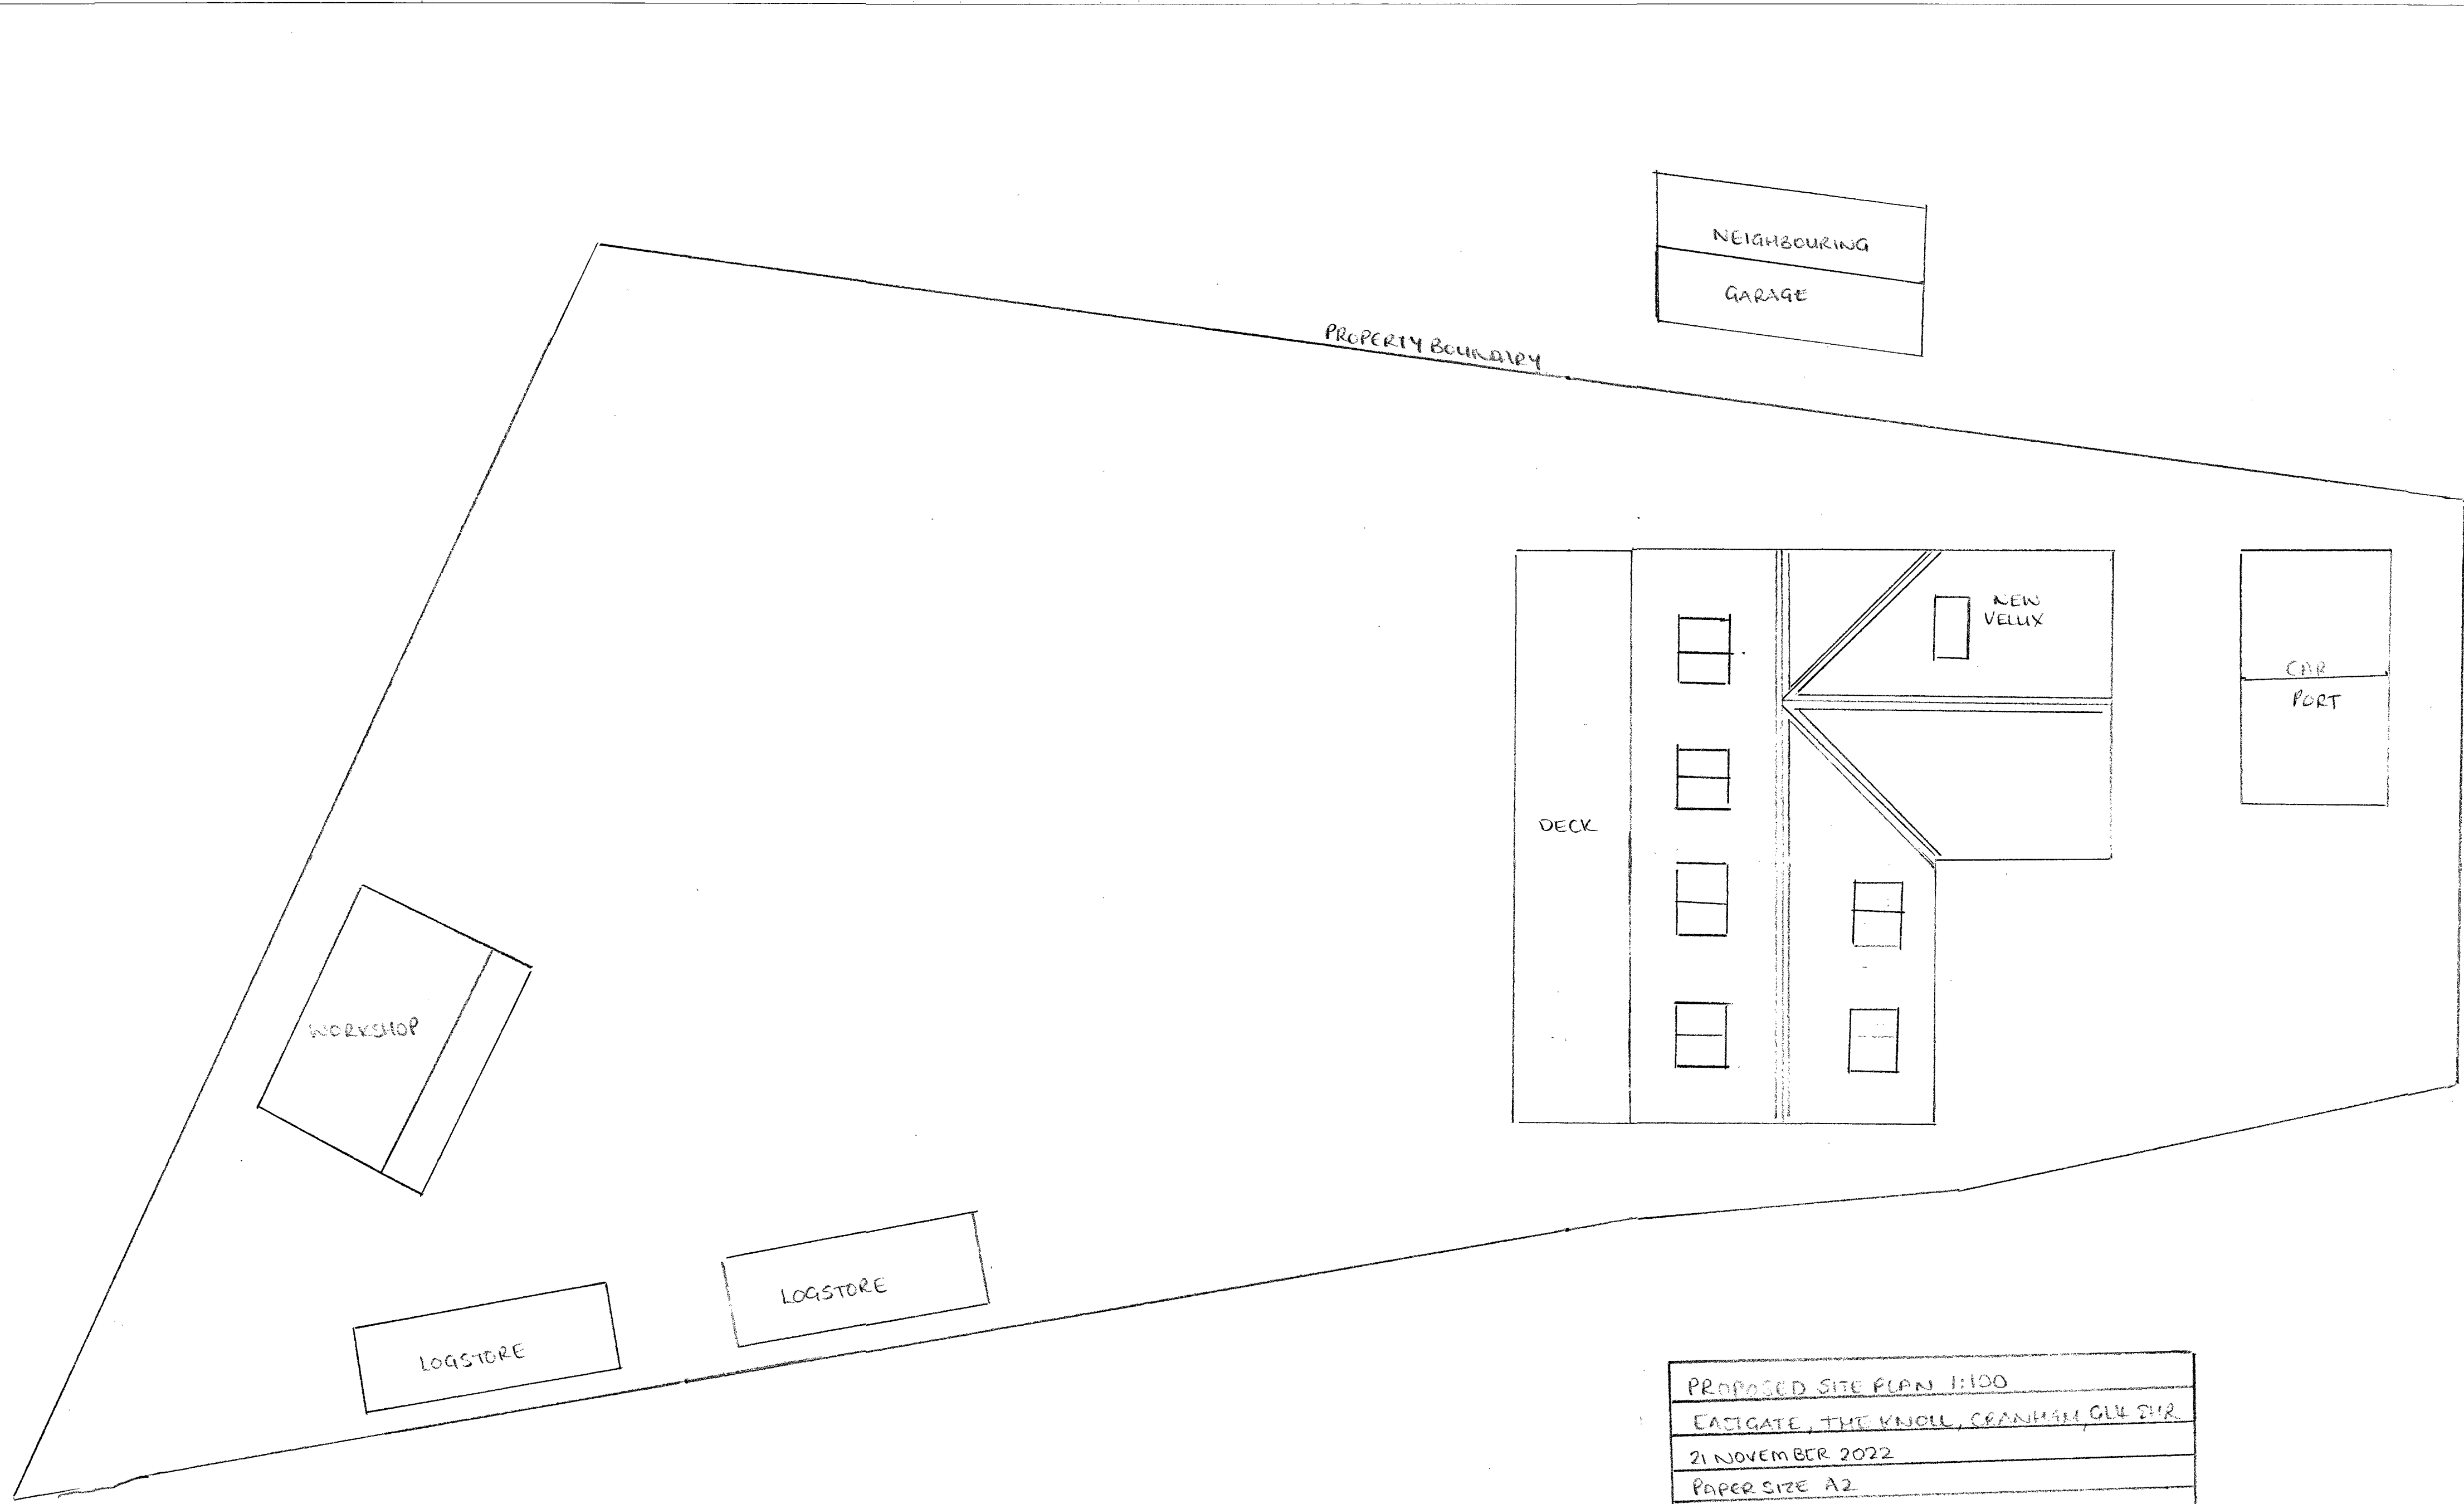 NEIGHBOURING
GARAGE
PROPERTY BOUNDARY
NEW
VELUX
CAR
PORT
DECK
WORKSHOP
LOGSTORE
LOGSTORE
PROPOSED SITE PLAN 1:100
EASTGATE, THE KNOLL, CRANHAM, GL4
21 NOVEMBER 2022
PAPER SIZE A2